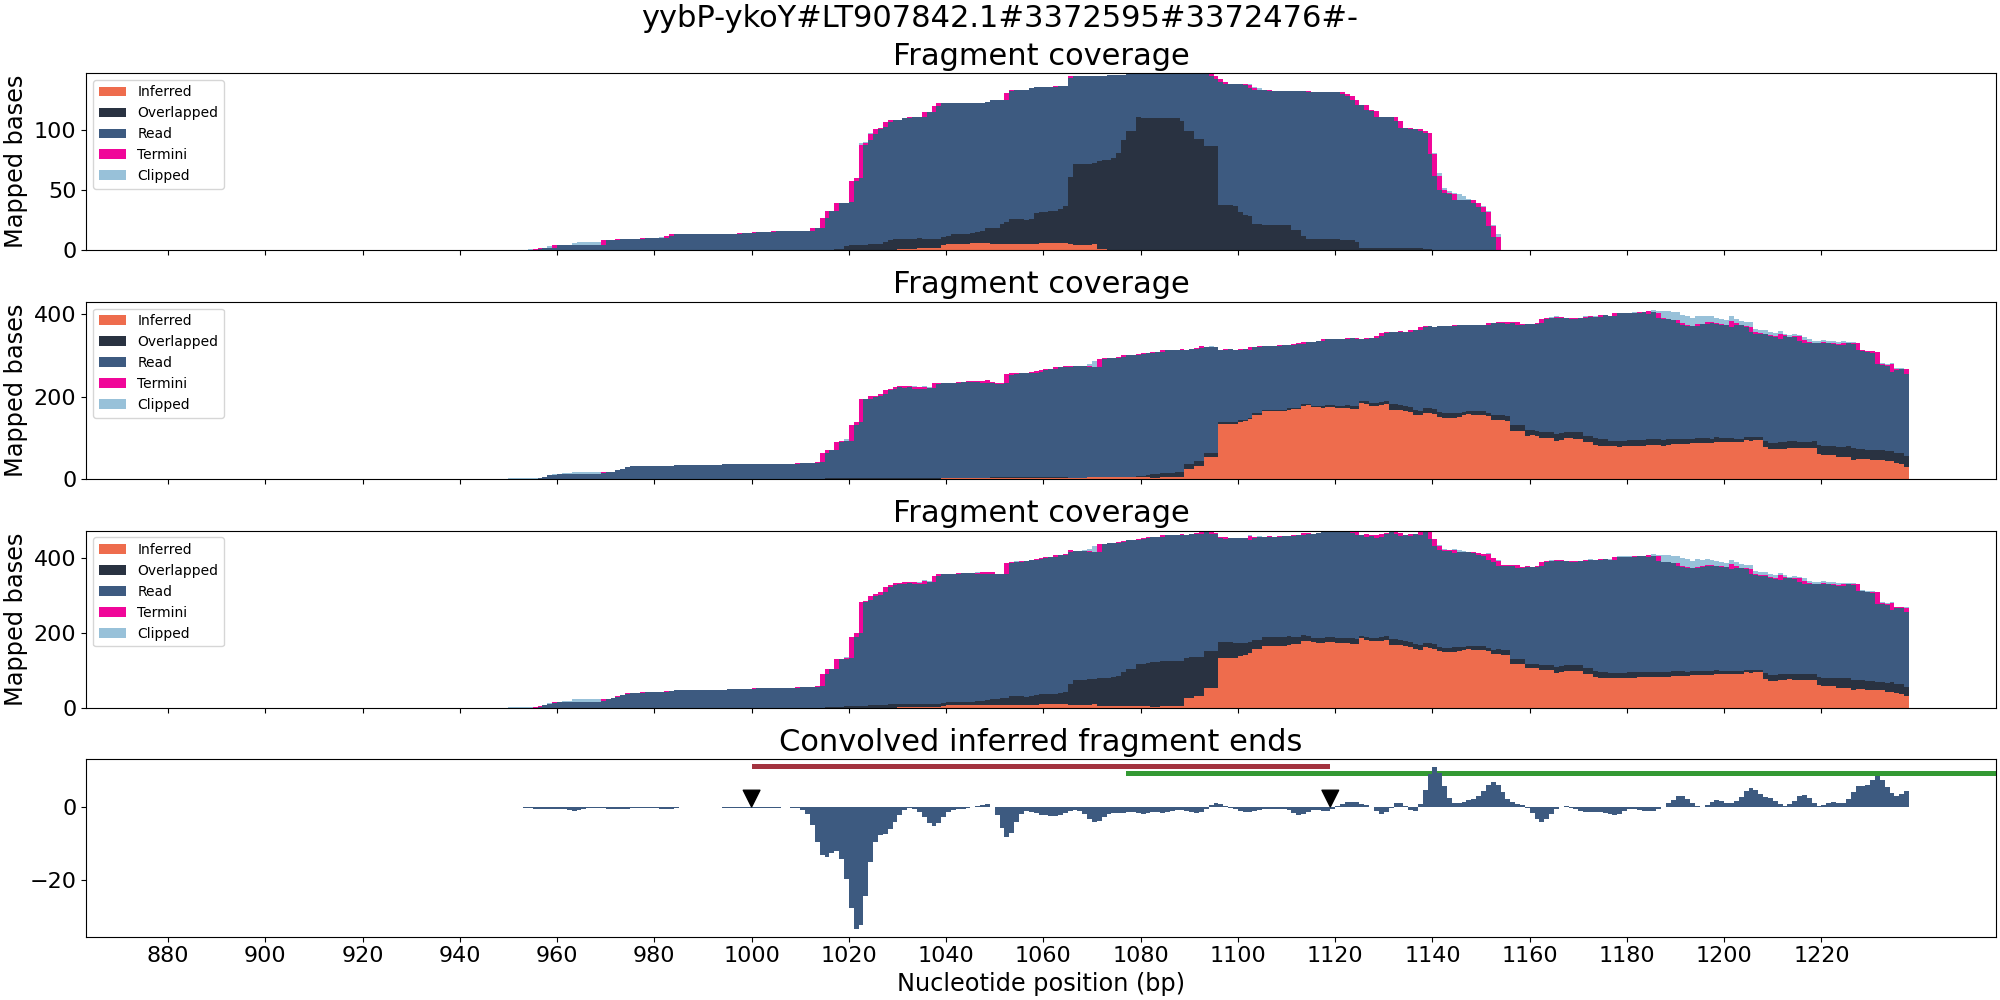 yybP-ykoY#LT907842.1#3372595#3372476#-
Fragment coverage
Mapped bases
100
50
0
Inferred
Overlapped
Read
Termini
Clipped
Fragment coverage
Mapped bases
400
200
0
Inferred
Overlapped
Read
Termini
Clipped
Fragment coverage
Mapped bases
400
200
0
Inferred
Overlapped
Read
Termini
Clipped
Convolved inferred fragment ends
0
−20
880 900 920 940 960 980 1000 1020 1040 1060 1080 1100 1120 1140 1160 1180 1200 1220
Nucleotide position (bp)